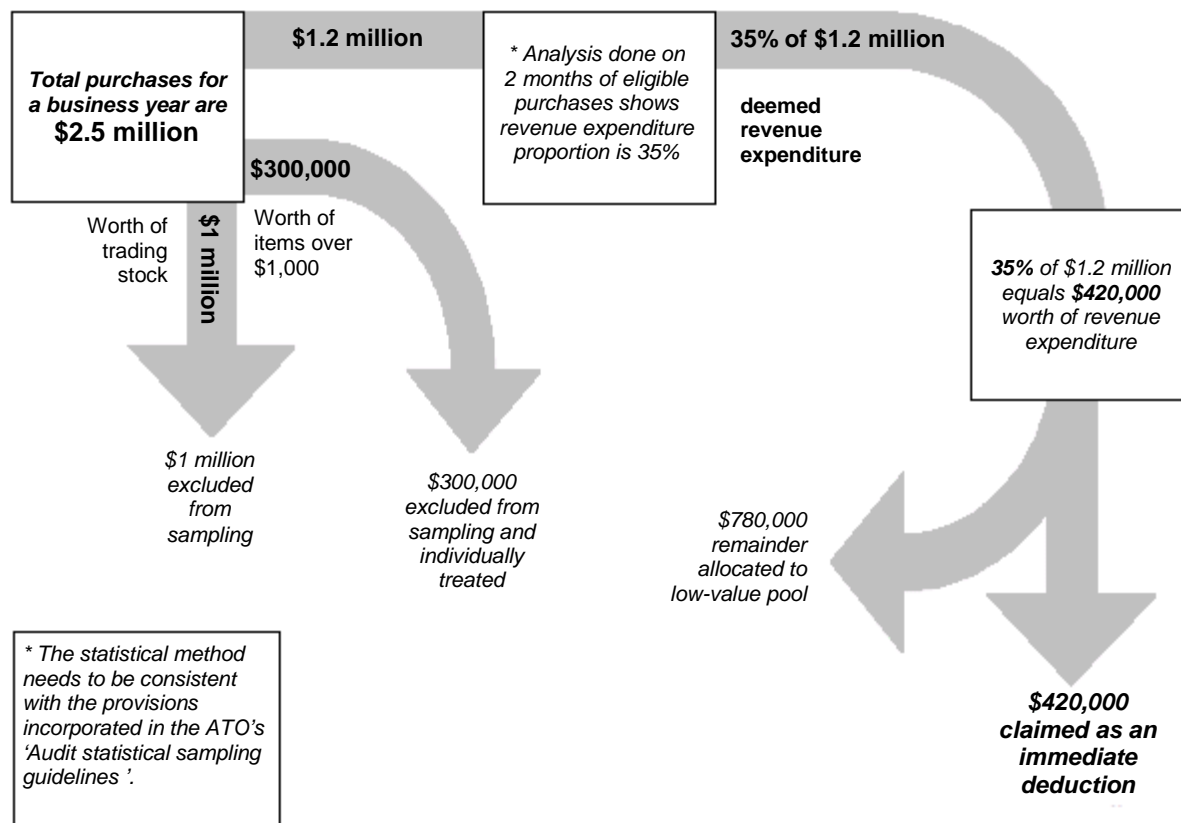 Total purchases for
a business year are
$2.5 million
$1.2 million
* Analysis done on
2 months of eligible
purchases shows
revenue expenditure
proportion is 35%
35% of $1.2 million
deemed
revenue
expenditure
$300,000
Worth of
items over
$1,000
Worth of
trading
stock
$1 million
35% of $1.2 million
equals $420,000
worth of revenue
expenditure
$1 million
excluded
from
sampling
$300,000
excluded from
sampling and
individually
treated
$780,000
remainder
allocated to
low-value pool
$420,000
claimed as an
immediate
deduction
* The statistical method
needs to be consistent
with the provisions
incorporated in the ATO's
‘Audit statistical sampling
guidelines ’.